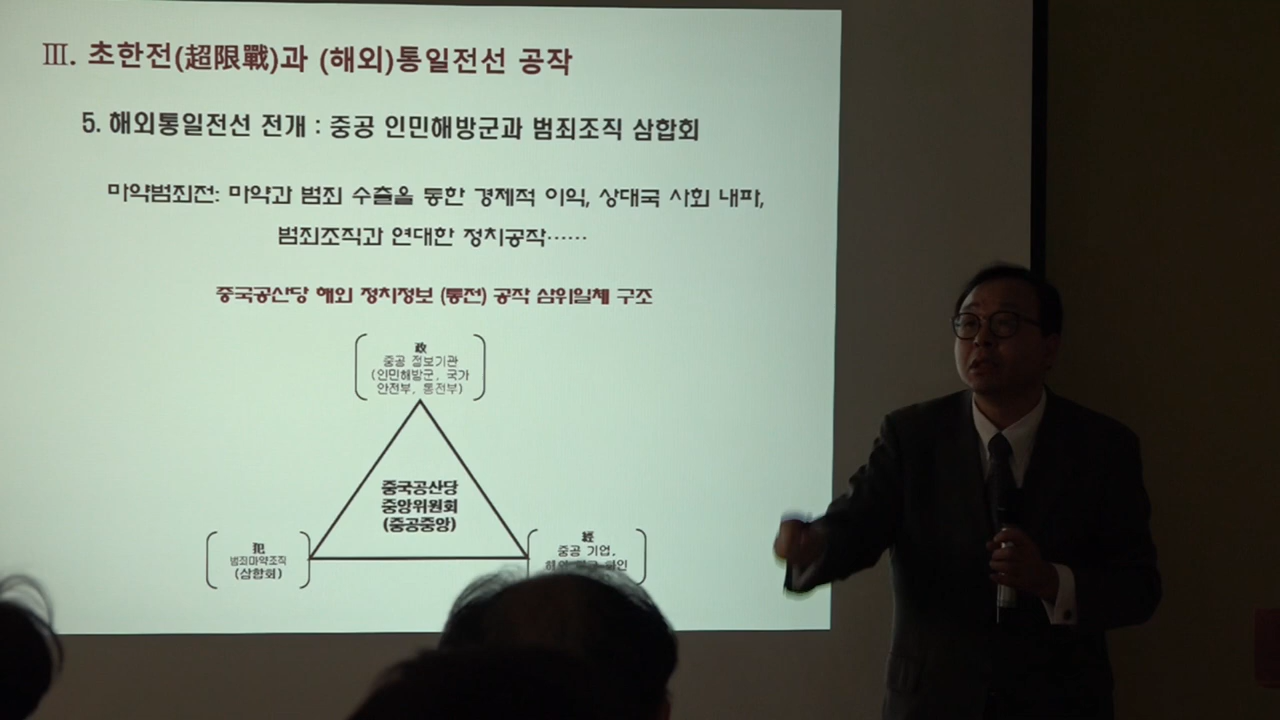 Ⅲ. 초한전(超限戰)과 (해외)통일전선 공작
5. 해외통일전선 전개 : 중공 인민해방군과 범죄조직 삼합회
마약범죄전: 마약과 범죄 수출을 통한 경제적 이익, 상대국 사회 내파,
범죄조직과 연대한 정치공작……
중국공산당 해외 정치정보 (통전) 공작 삼위일체 구조
政
중공 정보기관
(인민해방군, 국가
안전부, 통전부)
중국공산당
중앙위원회
(중공중앙)
犯
범죄마약조직
(삼합회)
經
중공 기업,
해외